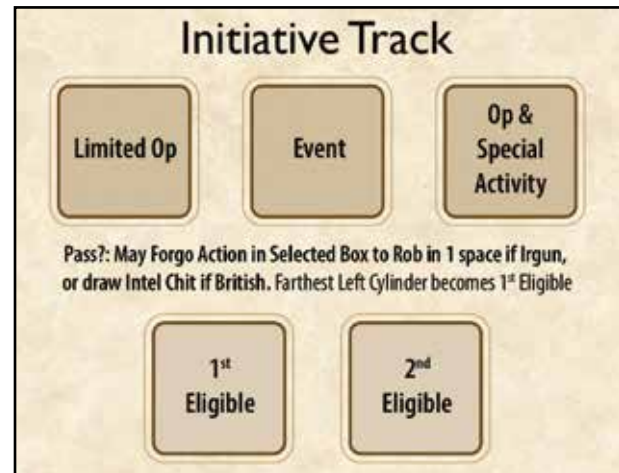 Initiative Track
Limited Op
Event
Op &
Special
Activity
Pass?: May Forgo Action in Selected Box to Rob in 1 space if Irgun,
or draw Intel Chit if British. Farthest Left Cylinder becomes 1st Eligible
1st
Eligible
2nd
Eligible